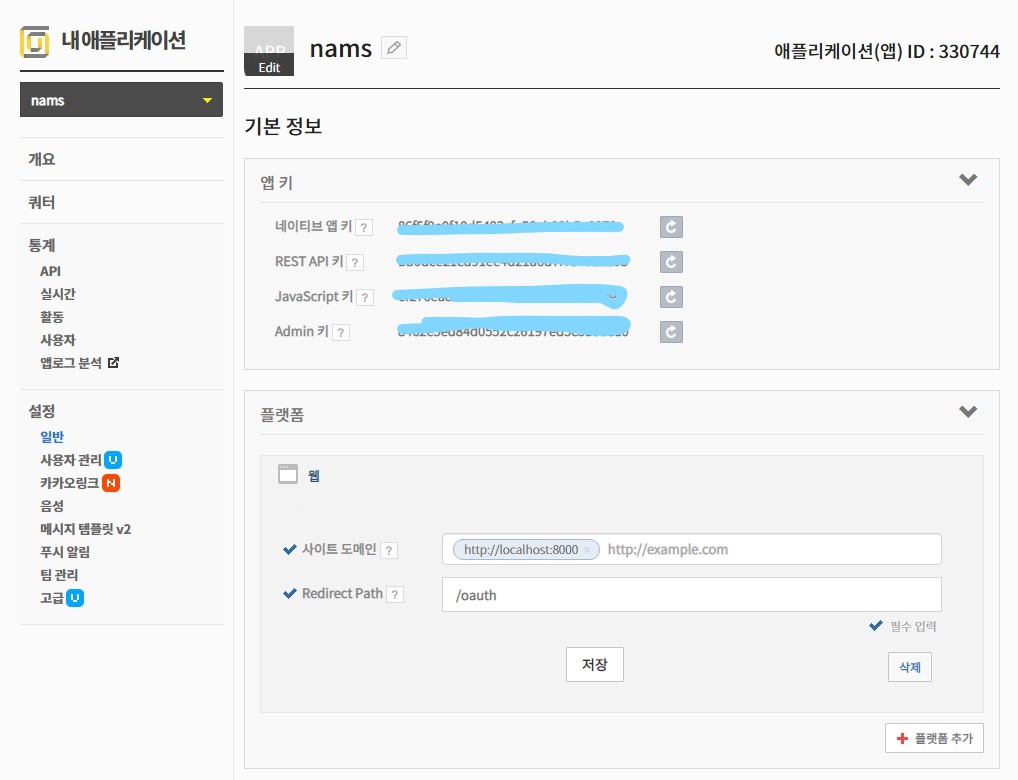 내 애플리케이션
nams
개요
쿼터
통계
API
실시간
활동
사용자
앱로그 분석
설정
일반
사용자 관리 U
카카오링크 N
음성
메시지 템플릿 v2
푸시 알림
팀 관리
고급 U
APP
Edit
nams
애플리케이션(앱) ID : 330744
기본 정보
앱 키
네이티브 앱 키 ?
REST API 키 ?
JavaScript 키 ?
Admin 키 ?
플랫폼
웹
사이트 도메인 ? http://localhost:8000 × http://example.com
Redirect Path ? /oauth
필수 입력
저장
삭제
플랫폼 추가